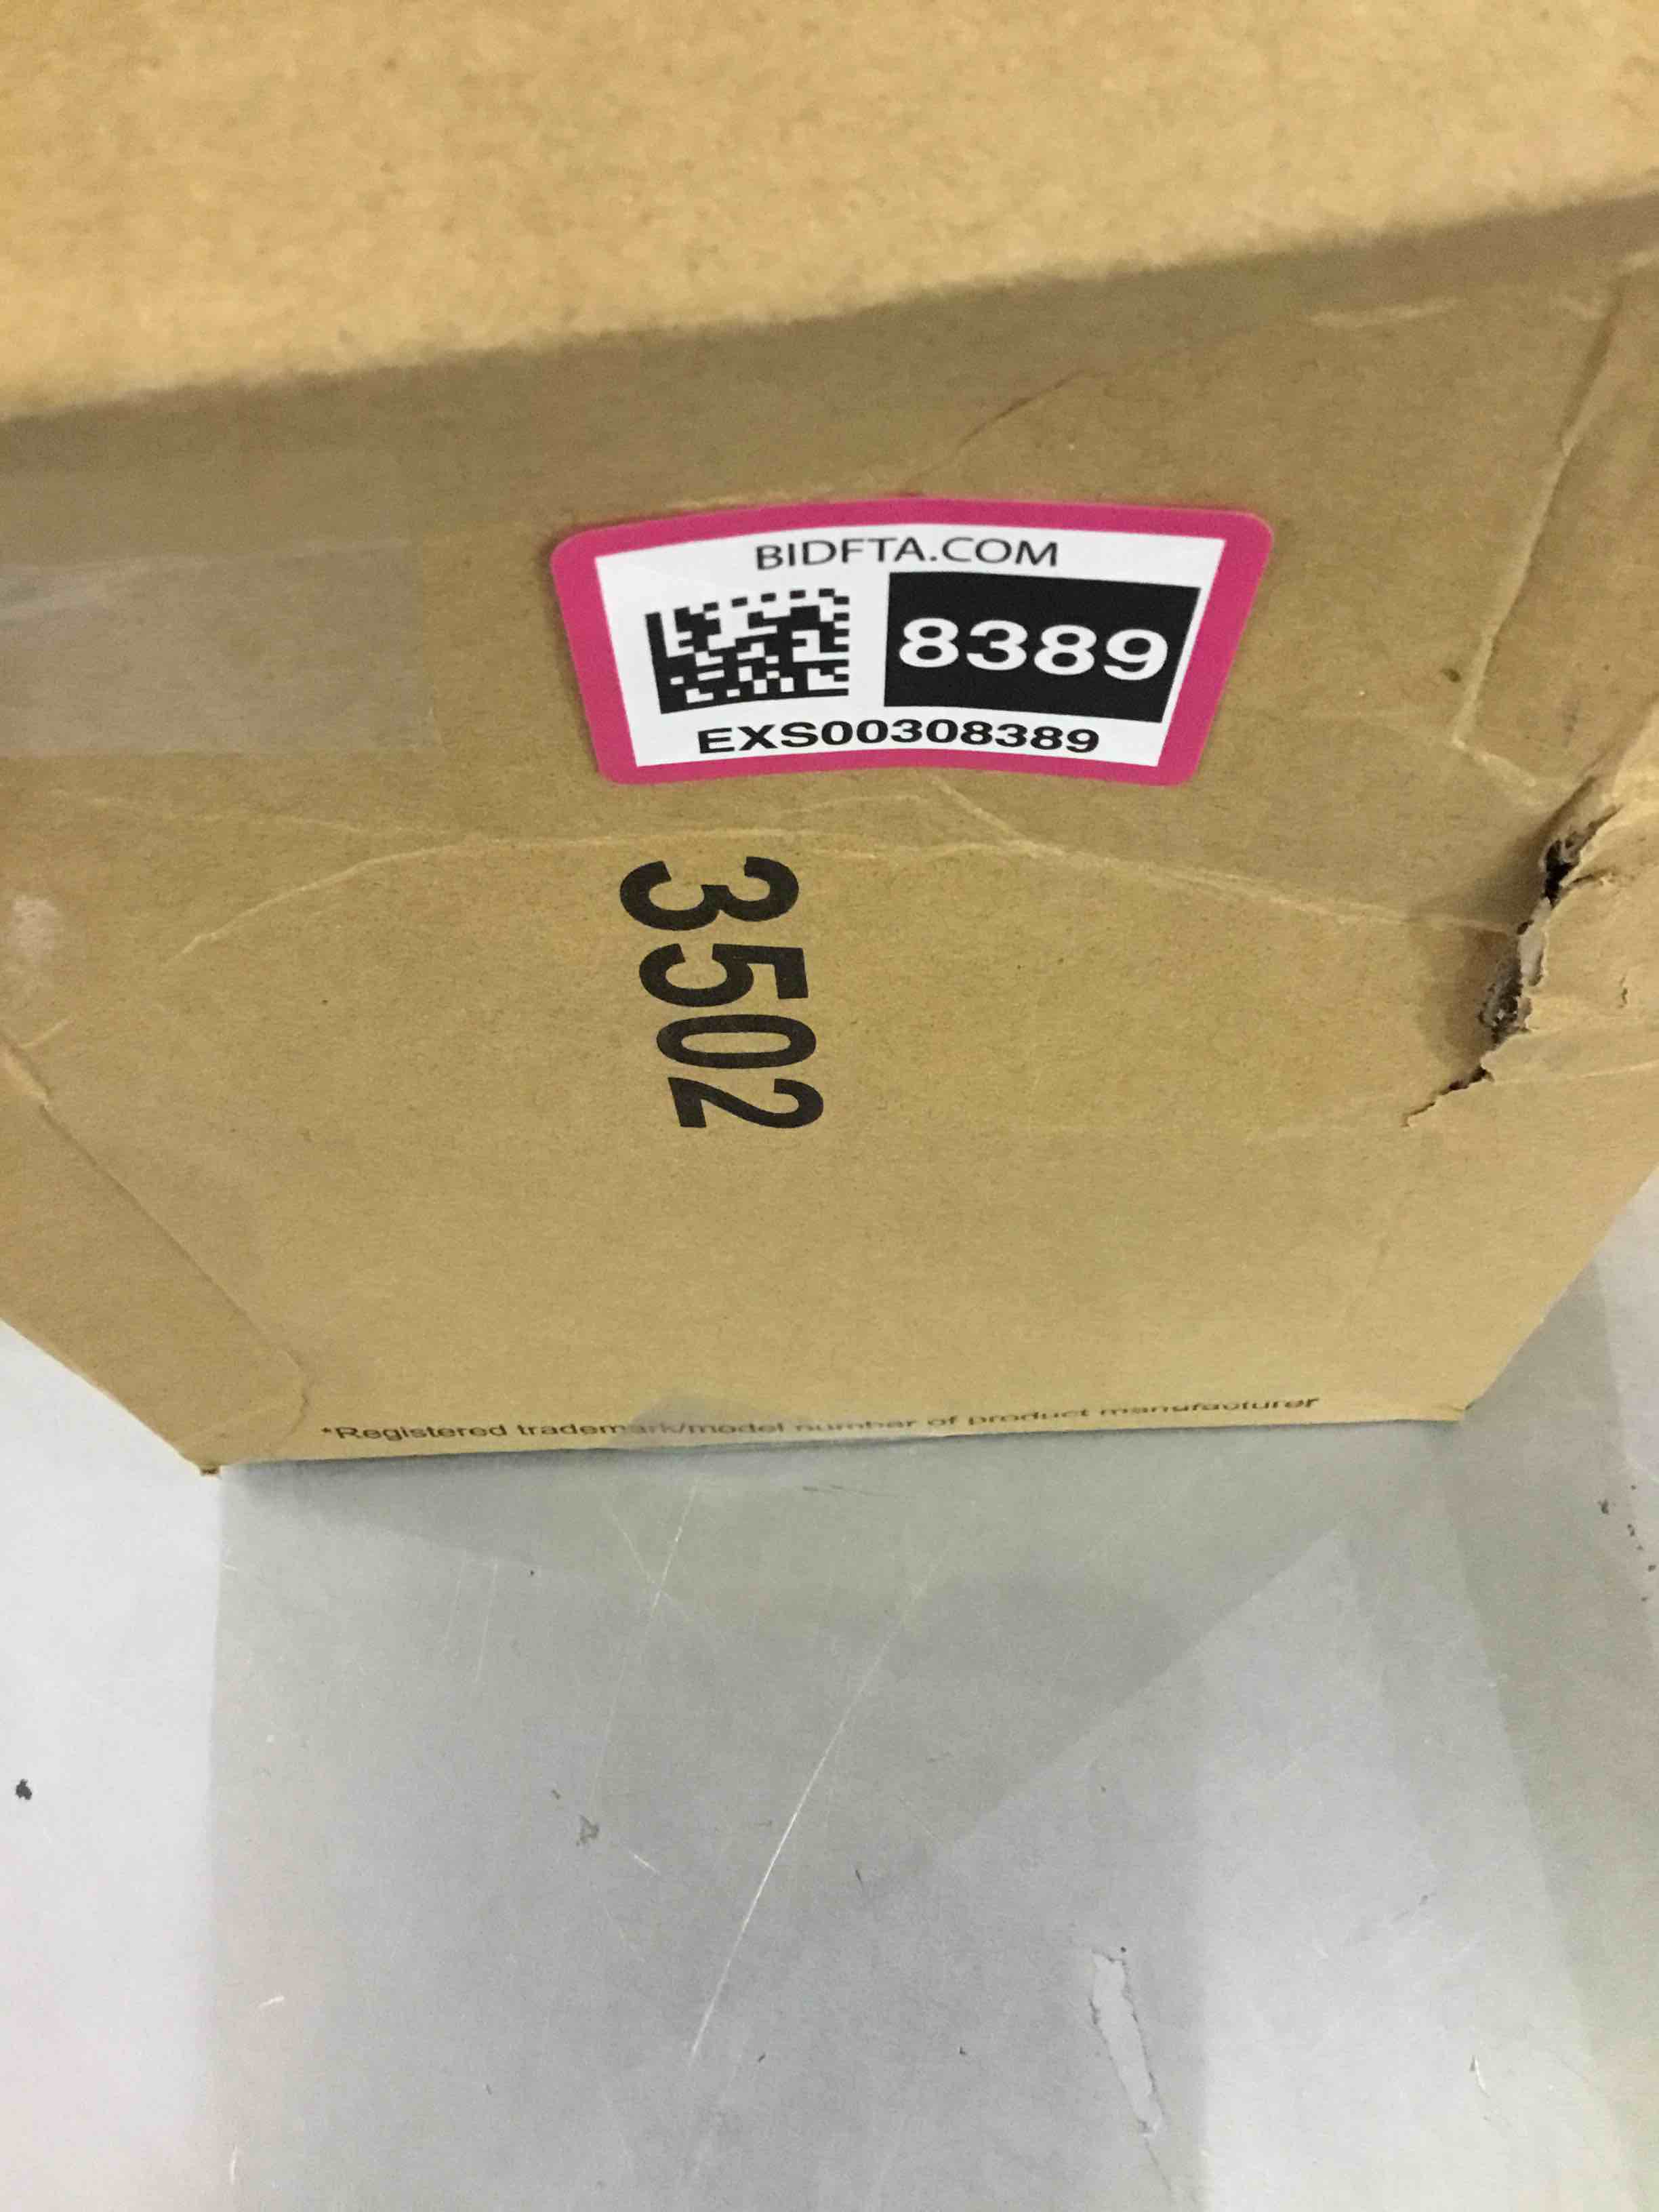 BIDFTA.COM
8389
EXS00308389
3502
*Registered trademark/model number of product manufacturer